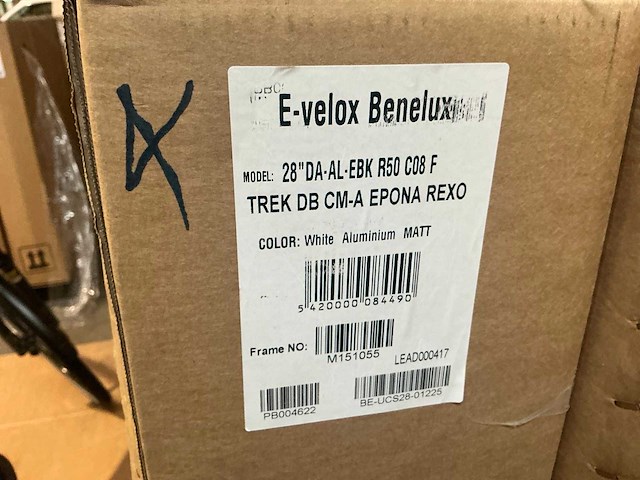 E-velox Benelux
MODEL: 28"DA-AL-EBK R50 C08 F
TREK DB CM-A EPONA REXO
COLOR: White Aluminium MATT
5 420000 084490
Frame NO: M151055
LEAD000417
PB004622
BE-UCS28-01225